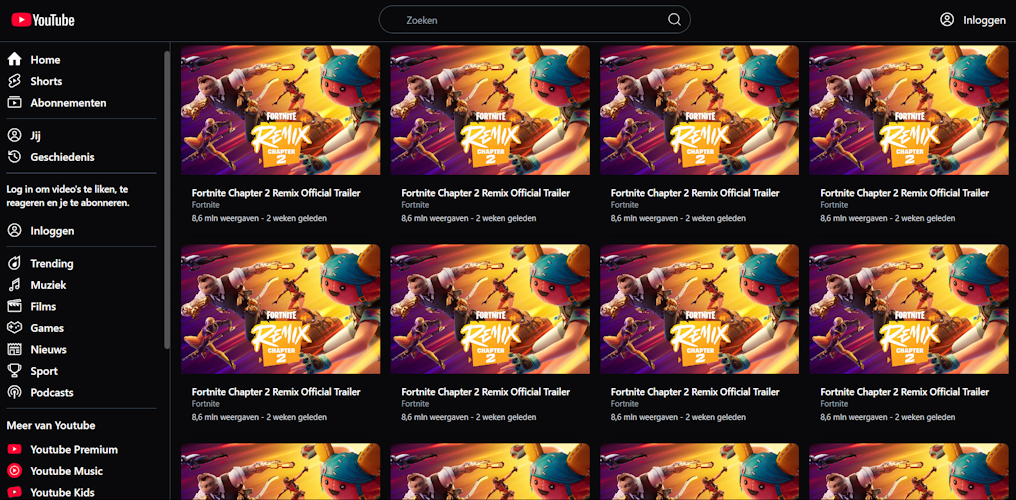 YouTube
Zoeken
Inloggen
Home
Shorts
Abonnementen
Jij
Geschiedenis
Log in om video's te liken, te
reageren en je te abonneren.
Inloggen
Trending
Muziek
Films
Games
Nieuws
Sport
Podcasts
Meer van Youtube
Youtube Premium
Youtube Music
Youtube Kids
FORTNITE
REMIX
CHAPTER
2
Fortnite Chapter 2 Remix Official Trailer
Fortnite
8,6 mln weergaven - 2 weken geleden
FORTNITE
REMIX
CHAPTER
2
Fortnite Chapter 2 Remix Official Trailer
Fortnite
8,6 mln weergaven - 2 weken geleden
FORTNITE
REMIX
CHAPTER
2
Fortnite Chapter 2 Remix Official Trailer
Fortnite
8,6 mln weergaven - 2 weken geleden
FORTNITE
REMIX
CHAPTER
2
Fortnite Chapter 2 Remix Official Trailer
Fortnite
8,6 mln weergaven - 2 weken geleden
FORTNITE
REMIX
CHAPTER
2
Fortnite Chapter 2 Remix Official Trailer
Fortnite
8,6 mln weergaven - 2 weken geleden
FORTNITE
REMIX
CHAPTER
2
Fortnite Chapter 2 Remix Official Trailer
Fortnite
8,6 mln weergaven - 2 weken geleden
FORTNITE
REMIX
CHAPTER
2
Fortnite Chapter 2 Remix Official Trailer
Fortnite
8,6 mln weergaven - 2 weken geleden
FORTNITE
REMIX
CHAPTER
2
Fortnite Chapter 2 Remix Official Trailer
Fortnite
8,6 mln weergaven - 2 weken geleden